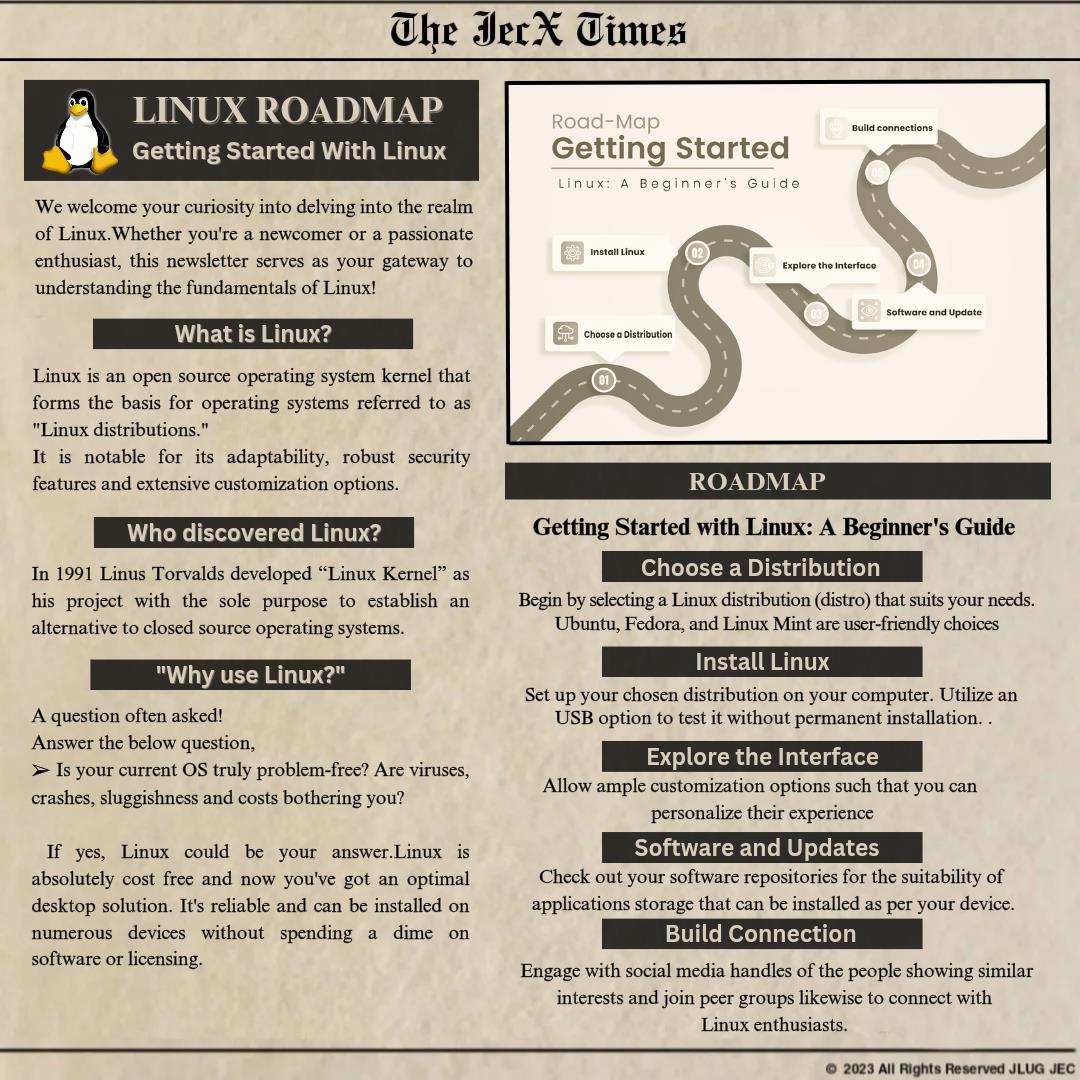 The JecX Times
LINUX ROADMAP
Getting Started With Linux
We welcome your curiosity into delving into the realm
of Linux.Whether you're a newcomer or a passionate
enthusiast, this newsletter serves as your gateway to
understanding the fundamentals of Linux!
What is Linux?
Linux is an open source operating system kernel that
forms the basis for operating systems referred to as
"Linux distributions."
It is notable for its adaptability, robust security
features and extensive customization options.
Who discovered Linux?
In 1991 Linus Torvalds developed “Linux Kernel” as
his project with the sole purpose to establish an
alternative to closed source operating systems.
"Why use Linux?"
A question often asked!
Answer the below question,
➢ Is your current OS truly problem-free? Are viruses,
crashes, sluggishness and costs bothering you?
If yes, Linux could be your answer.Linux is
absolutely cost free and now you've got an optimal
desktop solution. It's reliable and can be installed on
numerous devices without spending a dime on
software or licensing.
Road-Map
Getting Started
Linux: A Beginner's Guide
Build connections
05
Install Linux
02
Explore the Interface
04
03
Software and Update
Choose a Distribution
01
ROADMAP
Getting Started with Linux: A Beginner's Guide
Choose a Distribution
Begin by selecting a Linux distribution (distro) that suits your needs.
Ubuntu, Fedora, and Linux Mint are user-friendly choices
Install Linux
Set up your chosen distribution on your computer. Utilize an
USB option to test it without permanent installation. .
Explore the Interface
Allow ample customization options such that you can
personalize their experience
Software and Updates
Check out your software repositories for the suitability of
applications storage that can be installed as per your device.
Build Connection
Engage with social media handles of the people showing similar
interests and join peer groups likewise to connect with
Linux enthusiasts.
© 2023 All Rights Reserved JLUG JEC